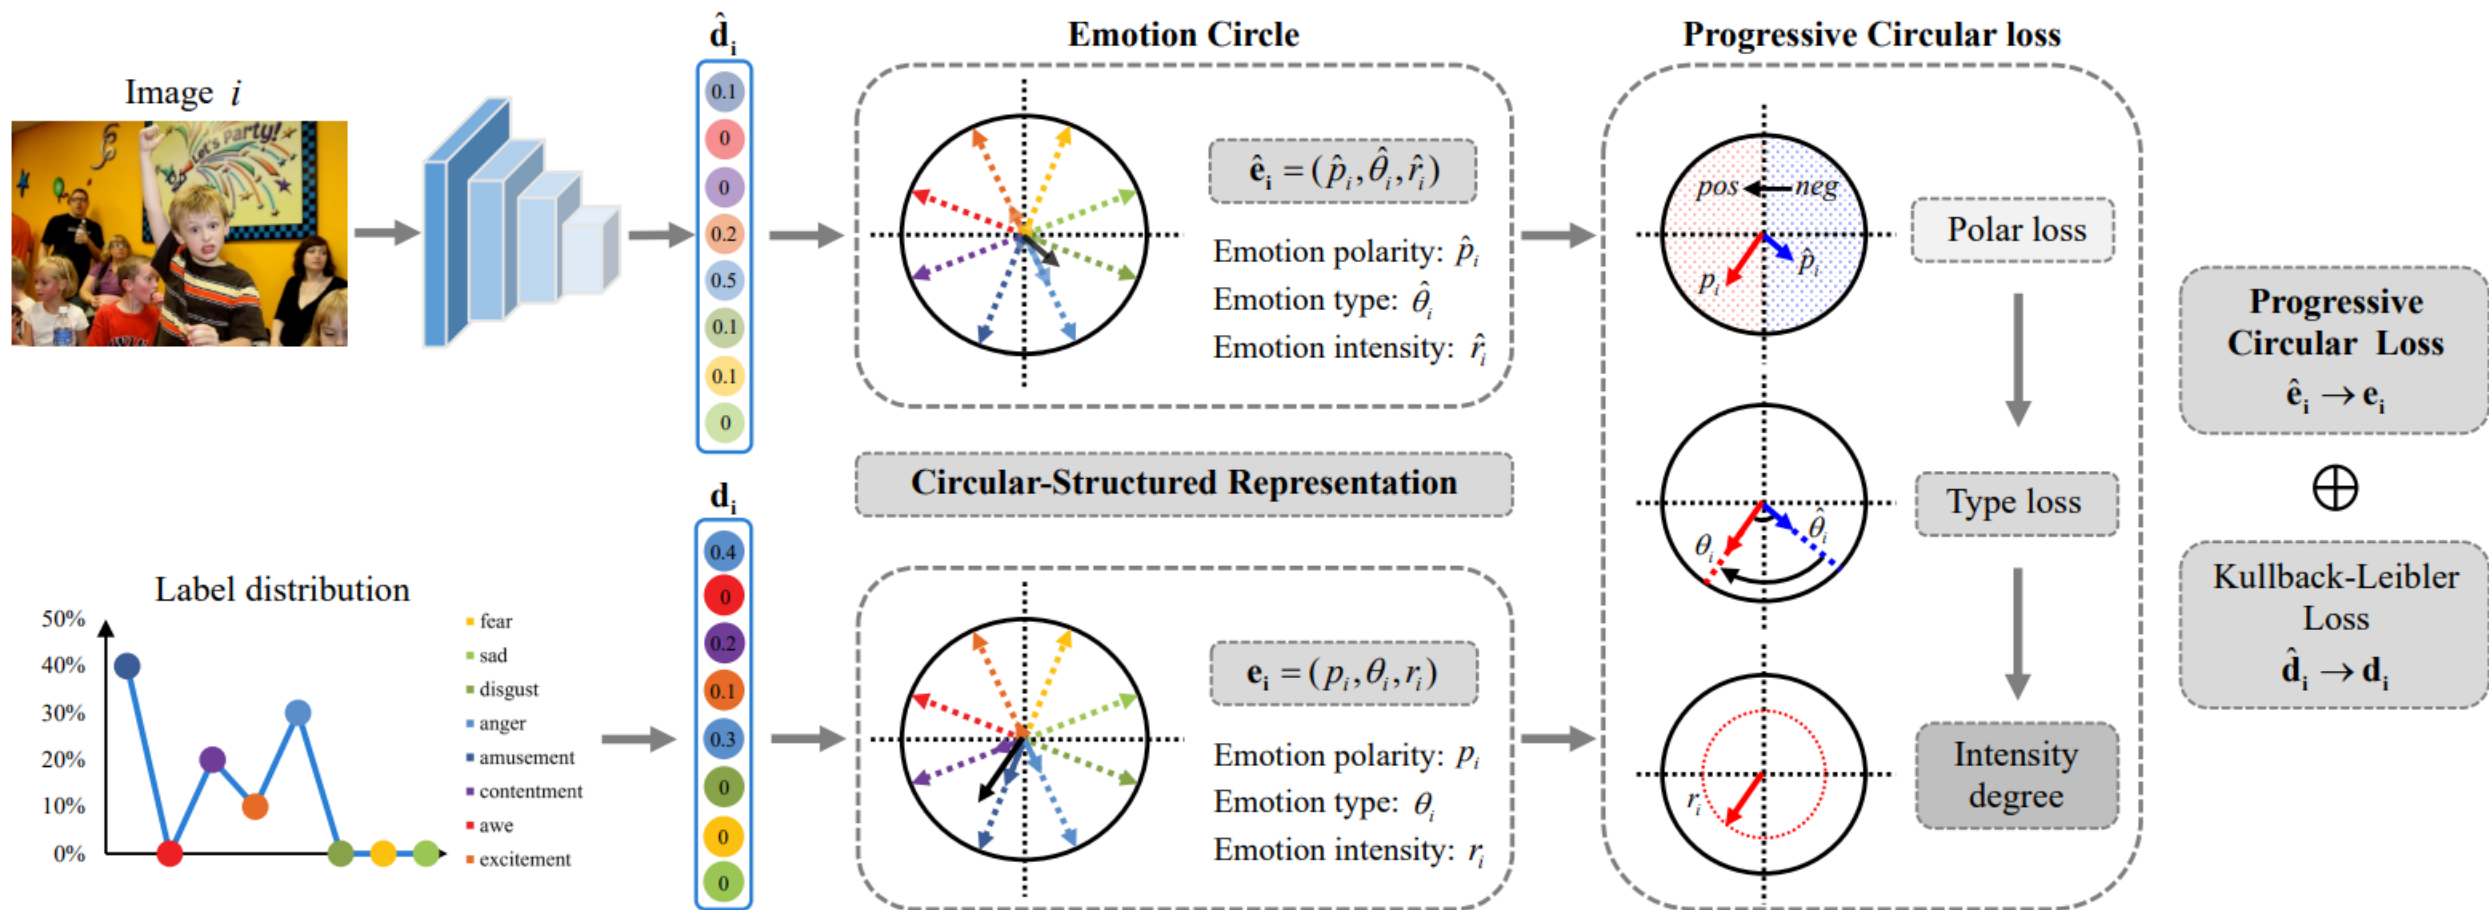 Image i
Let's Party!
d̂ᵢ
0.1
0
0
0.2
0.5
0.1
0.1
0
Emotion Circle
êᵢ = (p̂ᵢ, θ̂ᵢ, r̂ᵢ)
Emotion polarity: p̂ᵢ
Emotion type: θ̂ᵢ
Emotion intensity: r̂ᵢ
Circular-Structured Representation
Label distribution
50%
40%
30%
20%
10%
0%
fear
sad
disgust
anger
amusement
contentment
awe
excitement
dᵢ
0.4
0
0.2
0.1
0.3
0
0
0
eᵢ = (pᵢ, θᵢ, rᵢ)
Emotion polarity: pᵢ
Emotion type: θᵢ
Emotion intensity: rᵢ
Progressive Circular loss
pos ← neg
pᵢ p̂ᵢ
Polar loss
θᵢ θ̂ᵢ
Type loss
rᵢ
Intensity
degree
Progressive
Circular Loss
êᵢ → eᵢ
⊕
Kullback-Leibler
Loss
d̂ᵢ → dᵢ